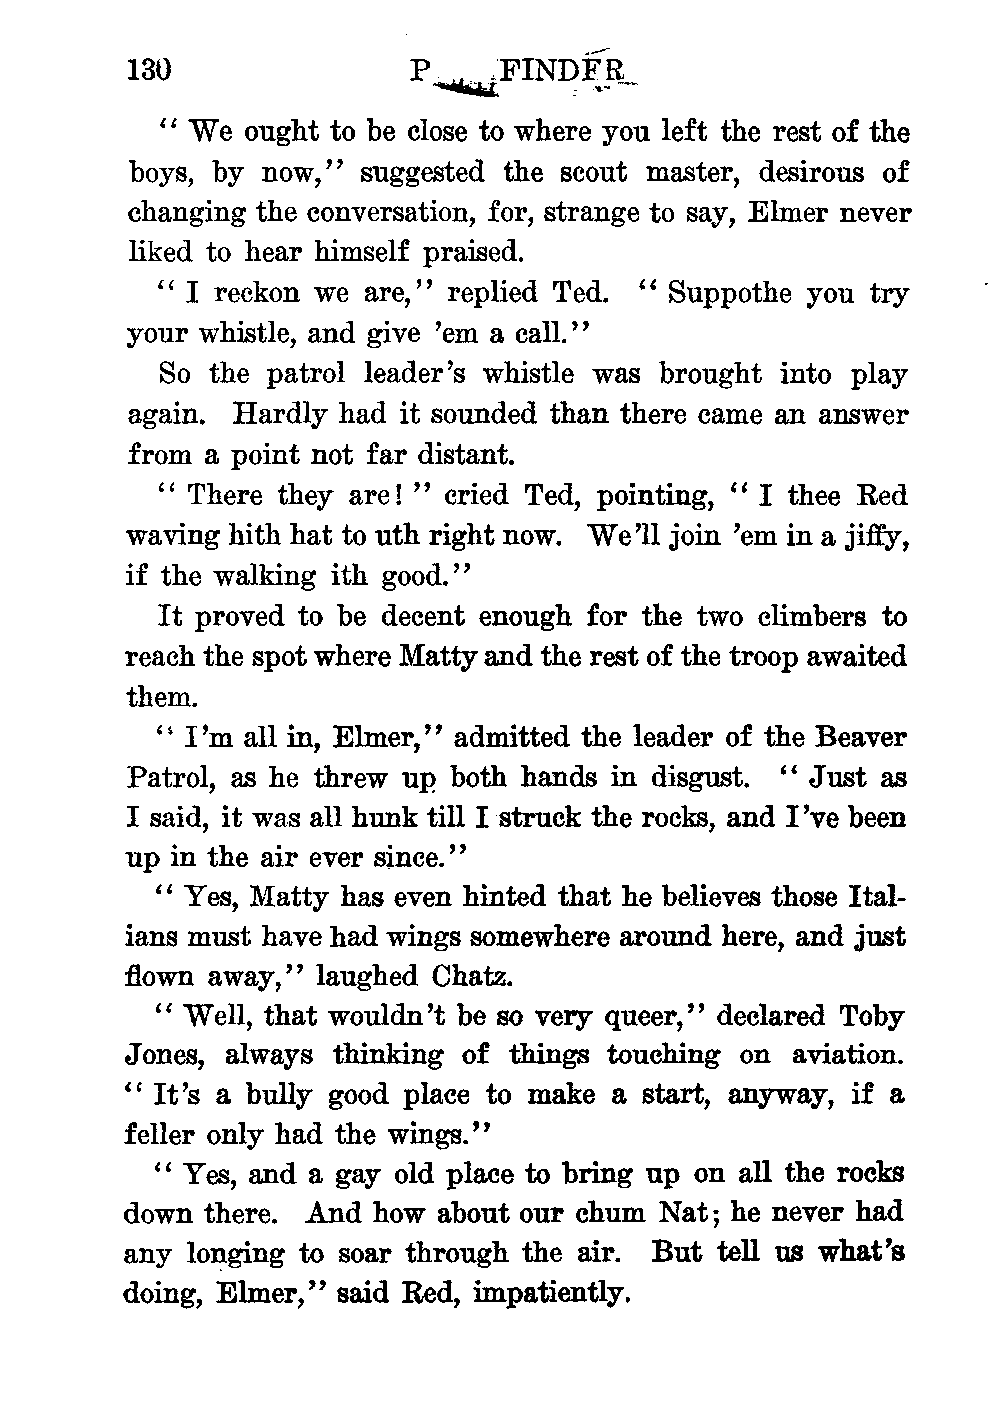 130 P FINDER
“ We ought to be close to where you left the rest of the
boys, by now,” suggested the scout master, desirous of
changing the conversation, for, strange to say, Elmer never
liked to hear himself praised.
“ I reckon we are,” replied Ted. “ Suppothe you try
your whistle, and give ’em a call.”
So the patrol leader’s whistle was brought into play
again. Hardly had it sounded than there came an answer
from a point not far distant.
“ There they are! ” cried Ted, pointing, “ I thee Red
waving hith hat to uth right now. We’ll join ’em in a jiffy,
if the walking ith good.”
It proved to be decent enough for the two climbers to
reach the spot where Matty and the rest of the troop awaited
them.
“ I’m all in, Elmer,” admitted the leader of the Beaver
Patrol, as he threw up both hands in disgust. “ Just as
I said, it was all hunk till I struck the rocks, and I’ve been
up in the air ever since.”
“ Yes, Matty has even hinted that he believes those Ital-
ians must have had wings somewhere around here, and just
flown away,” laughed Chatz.
“ Well, that wouldn’t be so very queer,” declared Toby
Jones, always thinking of things touching on aviation.
“ It’s a bully good place to make a start, anyway, if a
feller only had the wings.”
“ Yes, and a gay old place to bring up on all the rocks
down there. And how about our chum Nat; he never had
any longing to soar through the air. But tell us what’s
doing, Elmer,” said Red, impatiently.